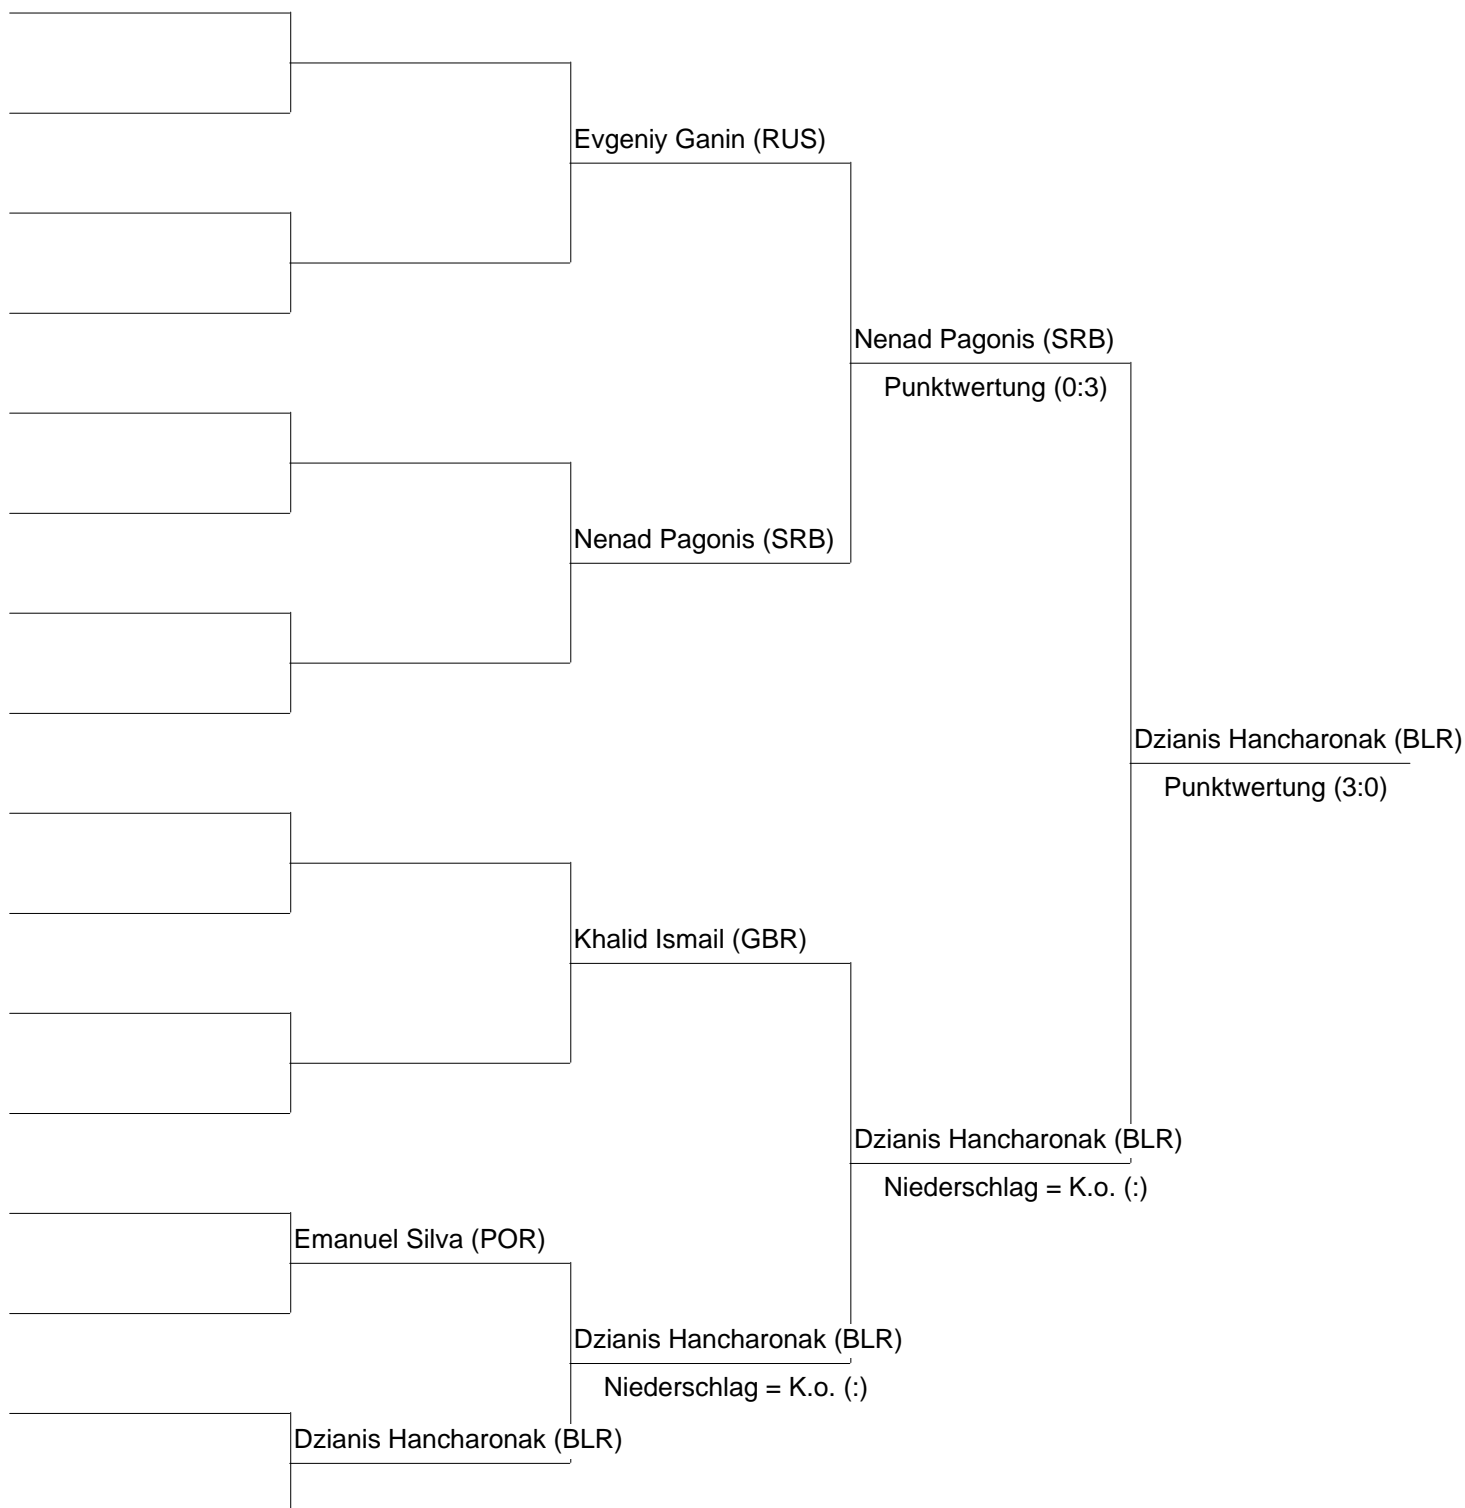 Evgeniy Ganin (RUS)
Nenad Pagonis (SRB)
Punktwertung (0:3)
Nenad Pagonis (SRB)
Dzianis Hancharonak (BLR)
Punktwertung (3:0)
Khalid Ismail (GBR)
Dzianis Hancharonak (BLR)
Niederschlag = K.o. (:)
Emanuel Silva (POR)
Dzianis Hancharonak (BLR)
Niederschlag = K.o. (:)
Dzianis Hancharonak (BLR)